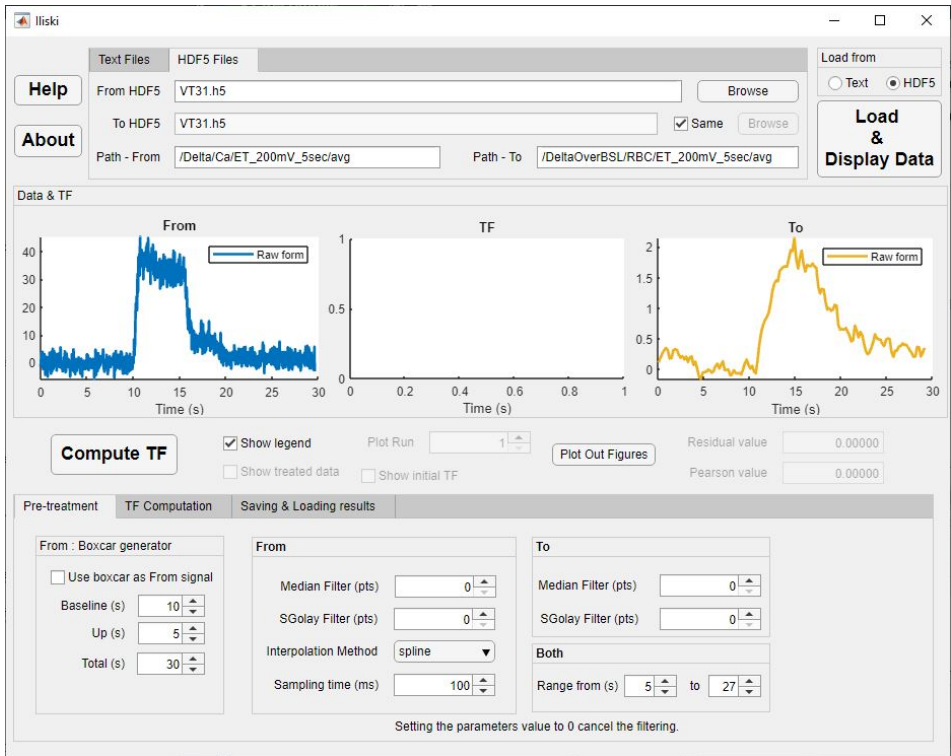 Iliski
Text Files HDF5 Files
Load from
Text HDF5
Help
From HDF5 VT31.h5 Browse
To HDF5 VT31.h5 Same Browse
About
Path - From /Delta/Ca/ET_200mV_5sec/avg Path - To /DeltaOverBSL/RBC/ET_200mV_5sec/avg
Load
&
Display Data
Data & TF
From
Raw form
40
30
20
10
0
0 5 10 15 20 25 30
Time (s)
TF
1
0.5
0
0 0.2 0.4 0.6 0.8 1
Time (s)
To
Raw form
2
1.5
1
0.5
0
0 5 10 15 20 25 30
Time (s)
Compute TF
Show legend Plot Run 1
Show treated data Show initial TF
Plot Out Figures
Residual value 0.00000
Pearson value 0.00000
Pre-treatment TF Computation Saving & Loading results
From : Boxcar generator
Use boxcar as From signal
Baseline (s) 10
Up (s) 5
Total (s) 30
From
Median Filter (pts) 0
SGolay Filter (pts) 0
Interpolation Method spline
Sampling time (ms) 100
To
Median Filter (pts) 0
SGolay Filter (pts) 0
Both
Range from (s) 5 to 27
Setting the parameters value to 0 cancel the filtering.